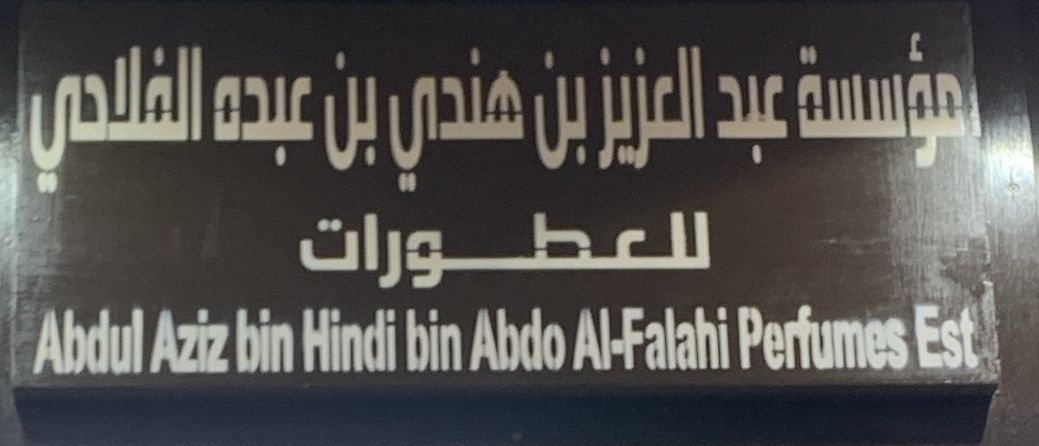 مؤسسة عبد العزيز بن هندي بن عبده الفلاحي
للعطورات
Abdul Aziz bin Hindi bin Abdo Al-Falahi Perfumes Est